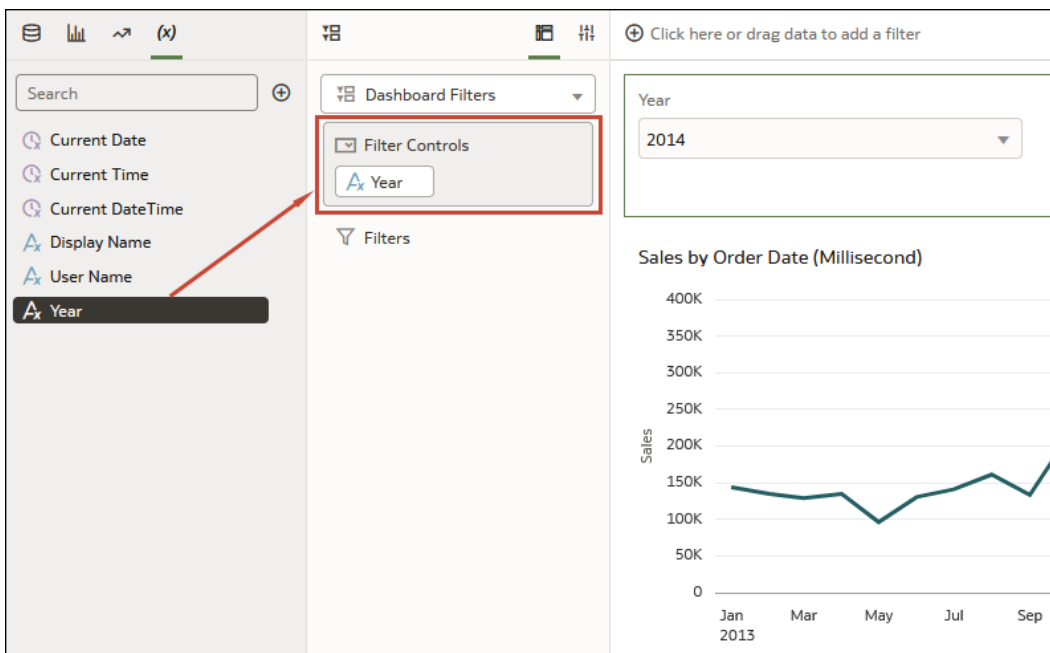 (x)
Click here or drag data to add a filter
Search
Current Date
Current Time
Current DateTime
Display Name
User Name
Year
Dashboard Filters
Filter Controls
Year
Filters
Year
2014
Sales by Order Date (Millisecond)
Sales
400K
350K
300K
250K
200K
150K
100K
50K
0
Jan Mar May Jul Sep
2013